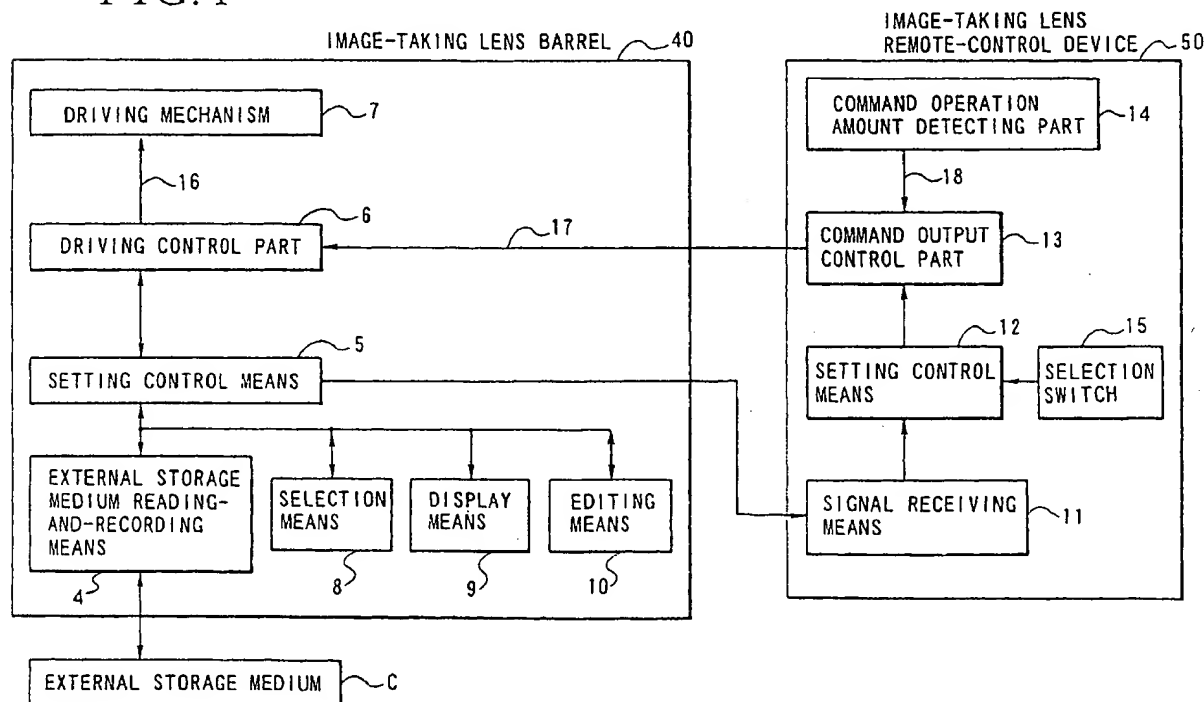 IMAGE-TAKING LENS BARREL 40
DRIVING MECHANISM 7
16
6
DRIVING CONTROL PART
17
5
SETTING CONTROL MEANS
EXTERNAL STORAGE
MEDIUM READING-
AND-RECORDING
MEANS
4
SELECTION
MEANS
8
DISPLAY
MEANS
9
EDITING
MEANS
10
EXTERNAL STORAGE MEDIUM C
IMAGE-TAKING LENS
REMOTE-CONTROL DEVICE 50
COMMAND OPERATION
AMOUNT DETECTING PART 14
18
COMMAND OUTPUT
CONTROL PART 13
12
SETTING CONTROL
MEANS
15
SELECTION
SWITCH
SIGNAL RECEIVING
MEANS 11